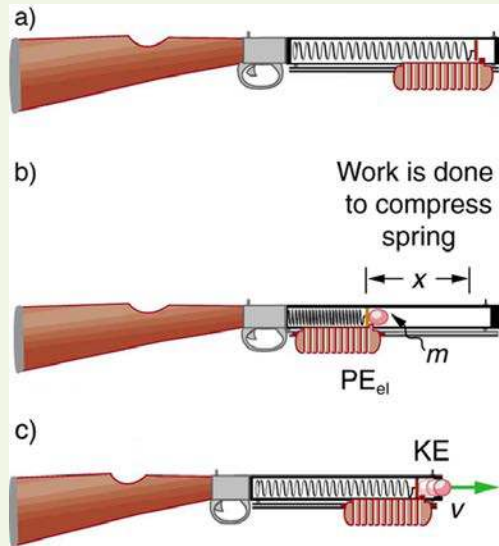 a)
b)
Work is done
to compress
spring
x
m
PEel
c)
KE
v